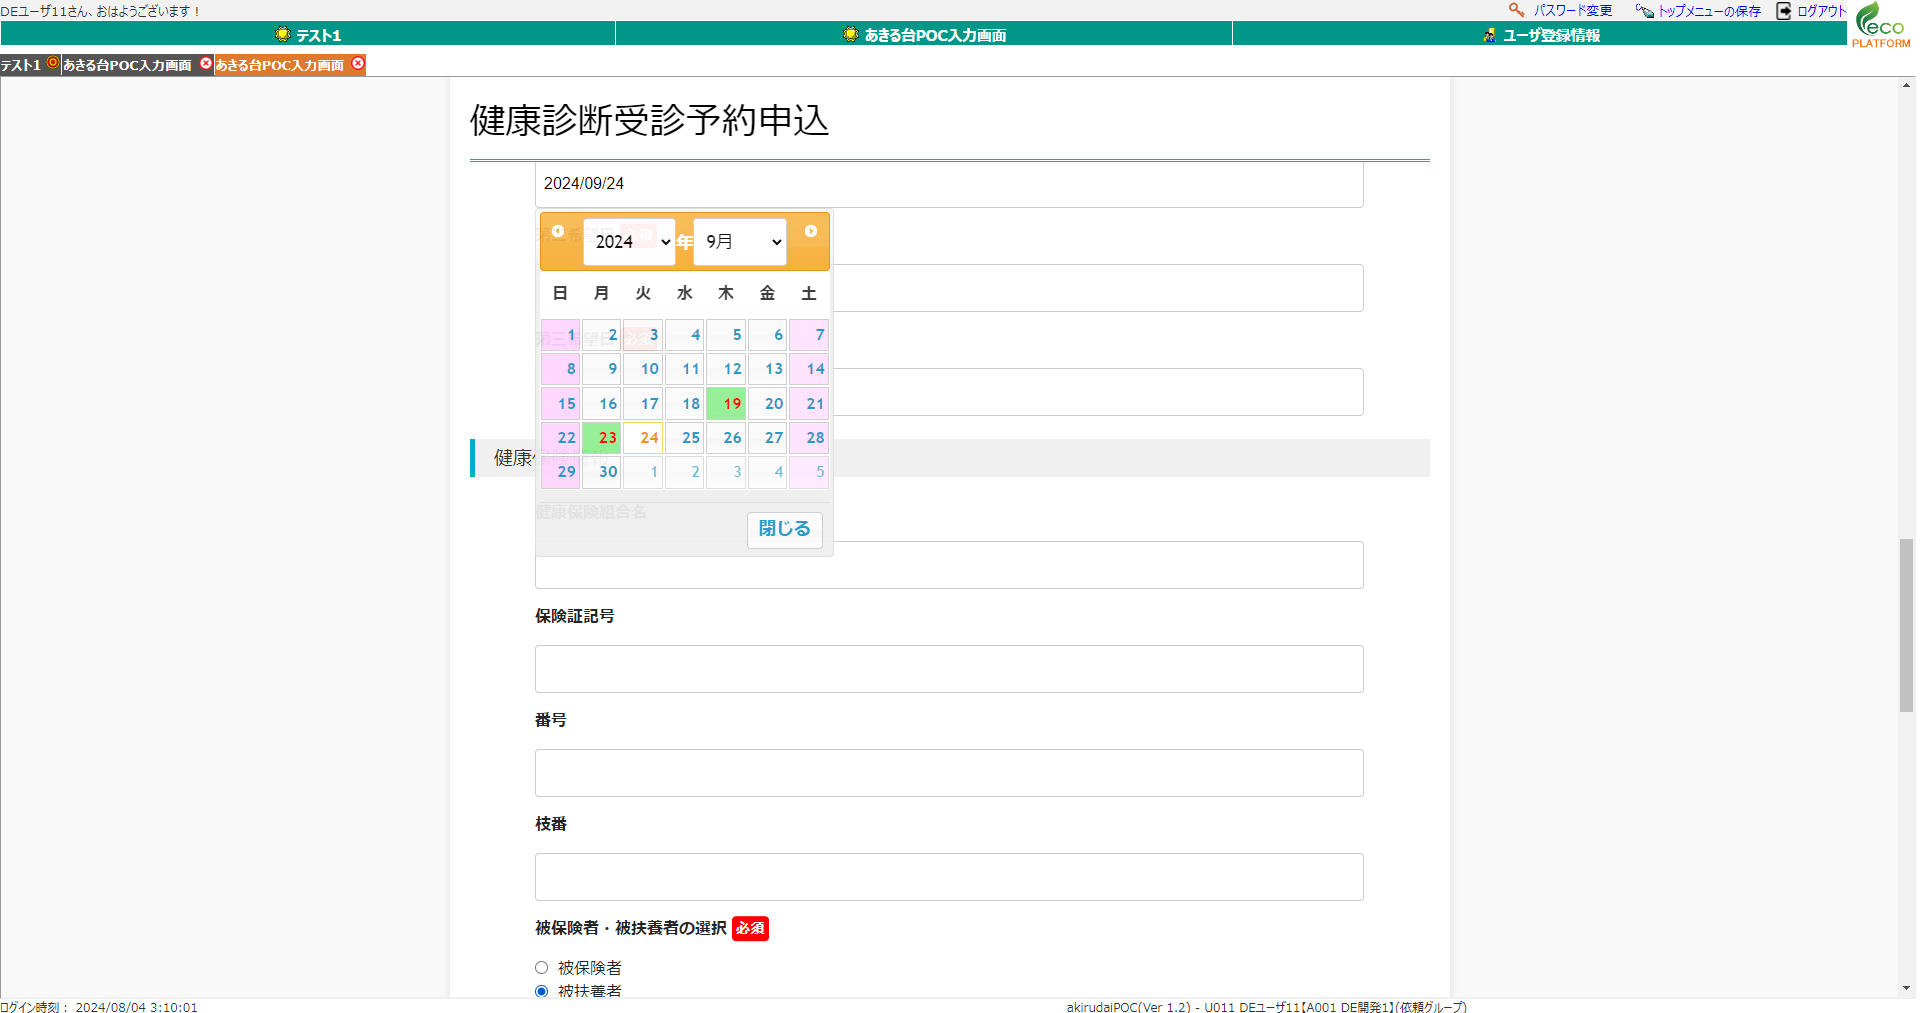 DEユーザ11さん、おはようございます！
パスワード変更 トップメニューの保存 ログアウト
eco PLATFORM
テスト1 あきる台POC入力画面 ユーザ登録情報
テスト1 あきる台POC入力画面 あきる台POC入力画面
健康診断受診予約申込
2024/09/24
2024 年 9月
日 月 火 水 木 金 土
1 2 3 4 5 6 7
8 9 10 11 12 13 14
15 16 17 18 19 20 21
22 23 24 25 26 27 28
29 30 1 2 3 4 5
第三希望日 必須
健康保険
健康保険組合名
閉じる
保険証記号
番号
枝番
被保険者・被扶養者の選択 必須
被保険者
被扶養者
ログイン時刻： 2024/08/04 3:10:01
akirudaiPOC(Ver 1.2) - U011 DEユーザ11【A001 DE開発1】(依頼グループ)